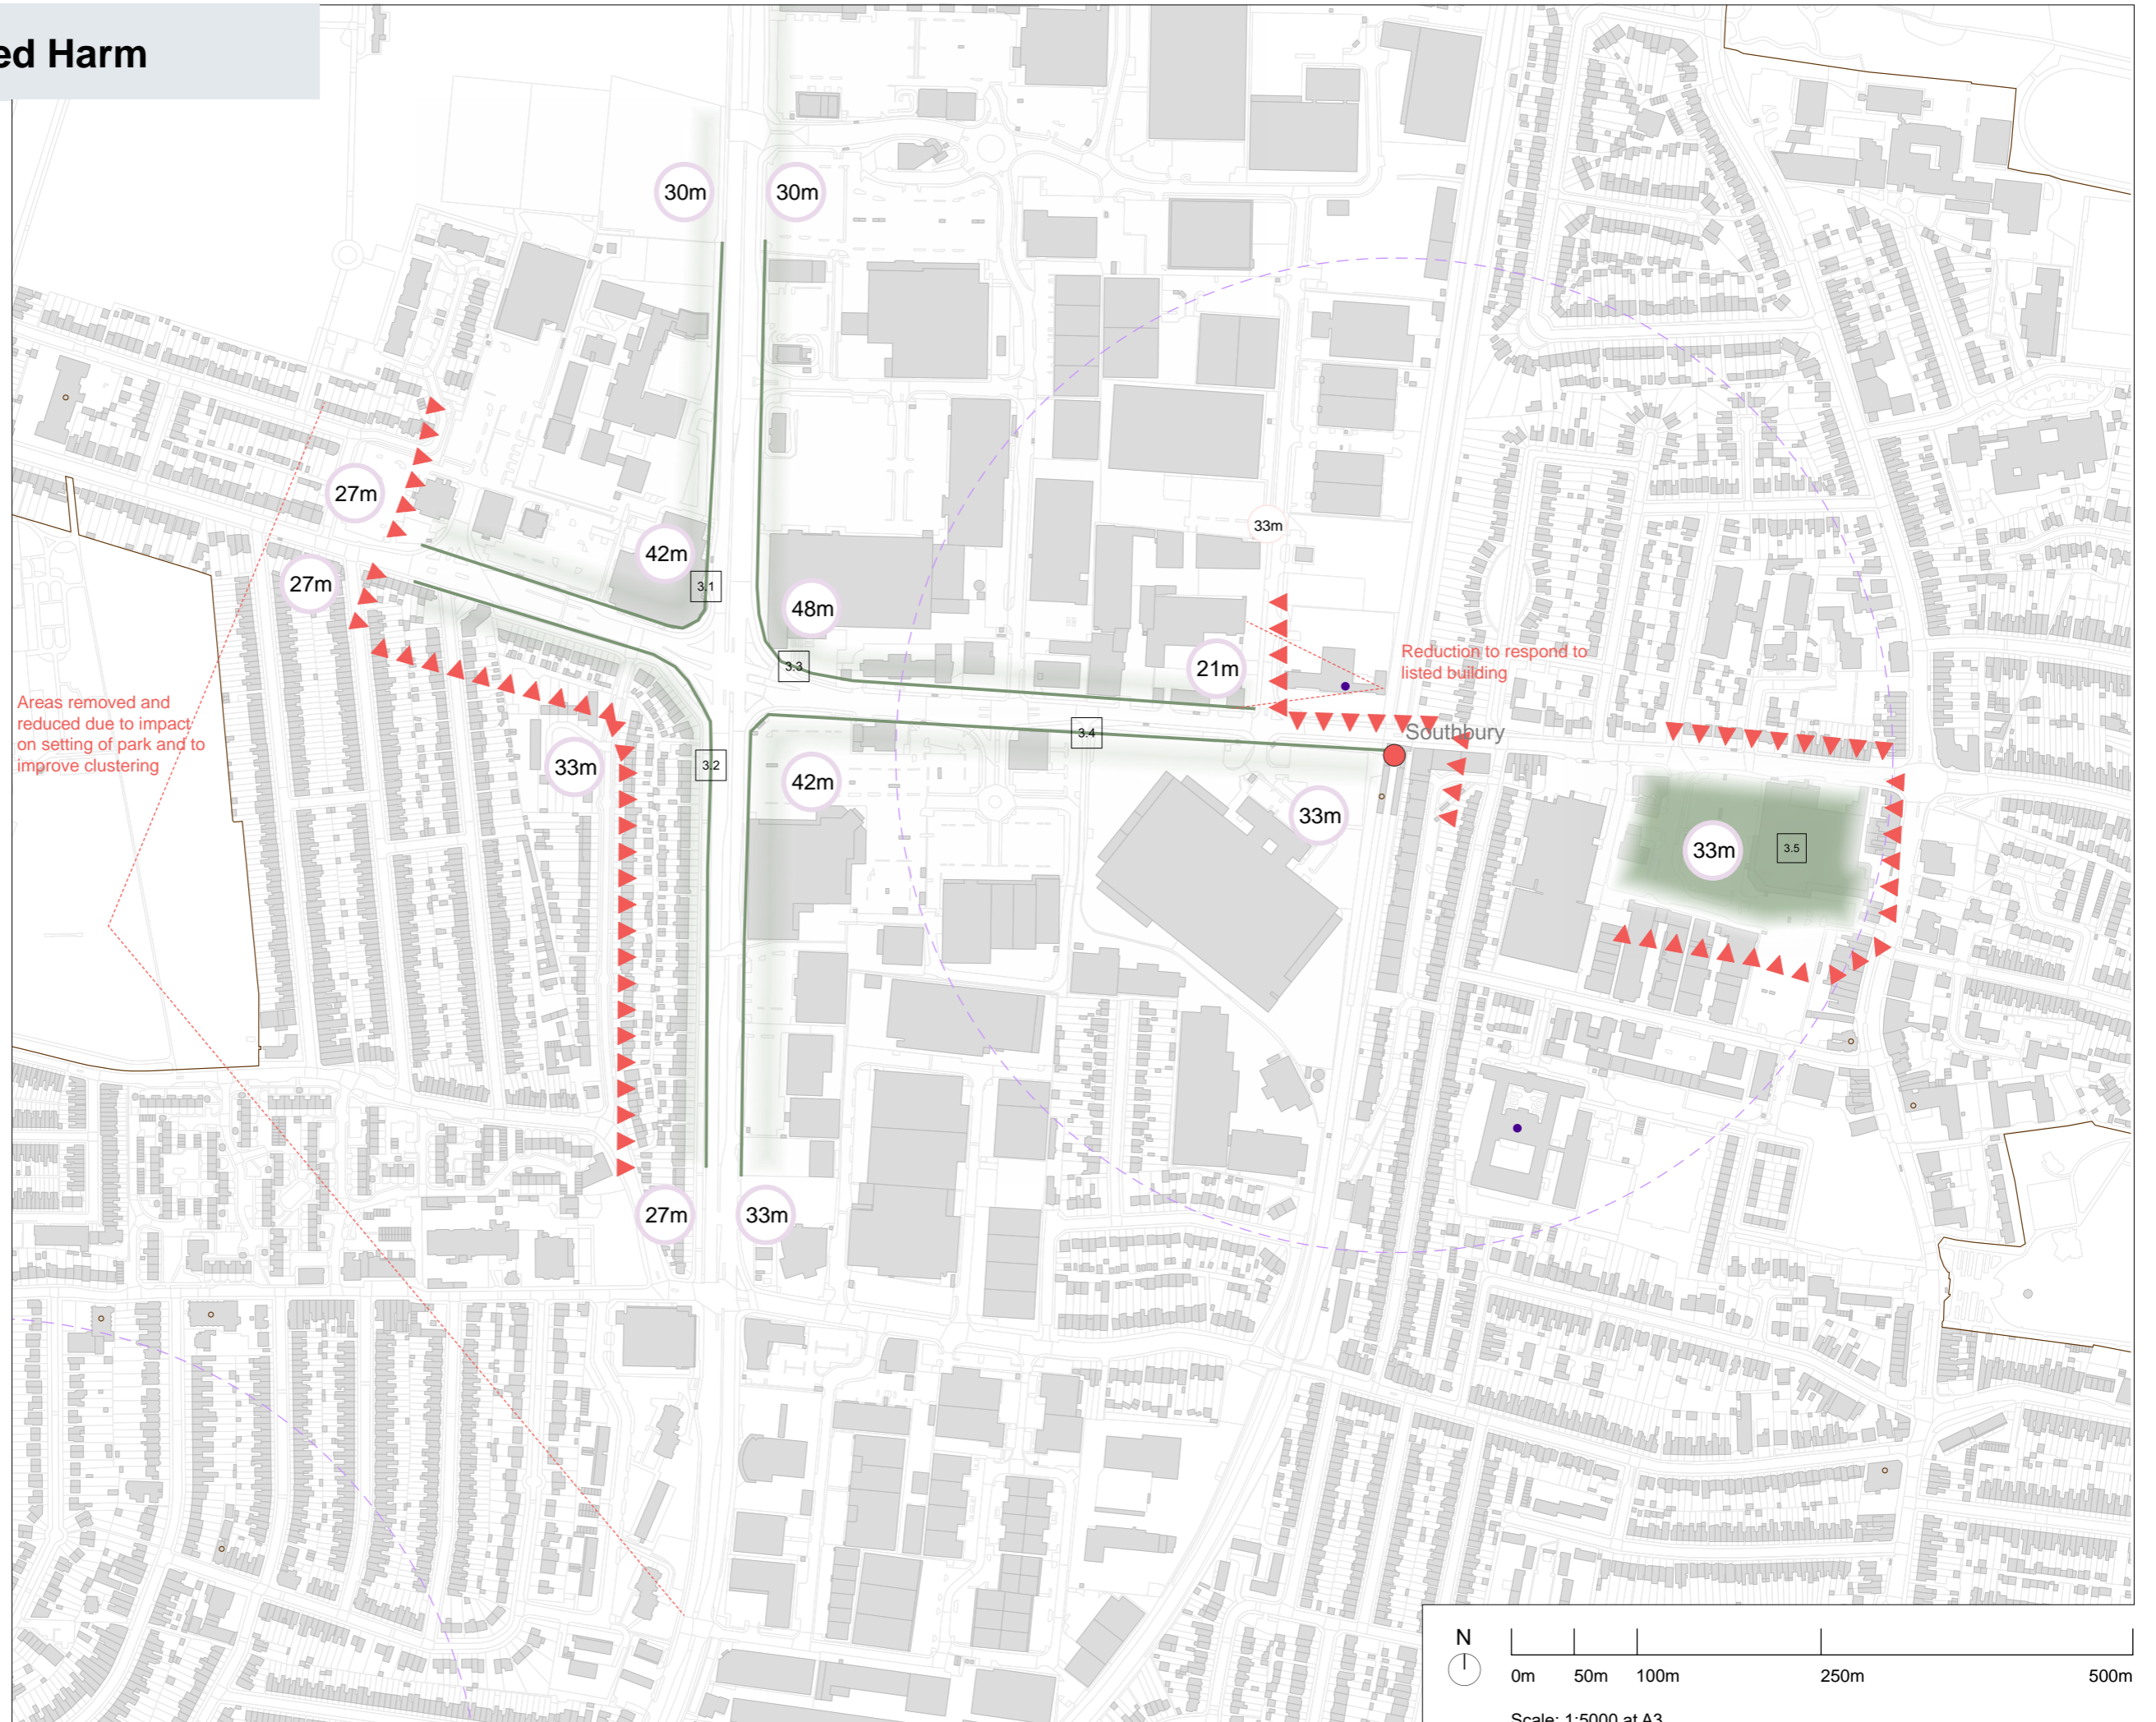 ed Harm
30m
30m
27m
42m
33m
27m
3.1
48m
3.3
21m
Reduction to respond to
listed building
Areas removed and
reduced due to impact
on setting of park and to
improve clustering
33m
3.2
42m
3.4
Southbury
33m
33m
3.5
27m
33m
N
0m
50m
100m
250m
500m
Scale: 1:5000 at A3